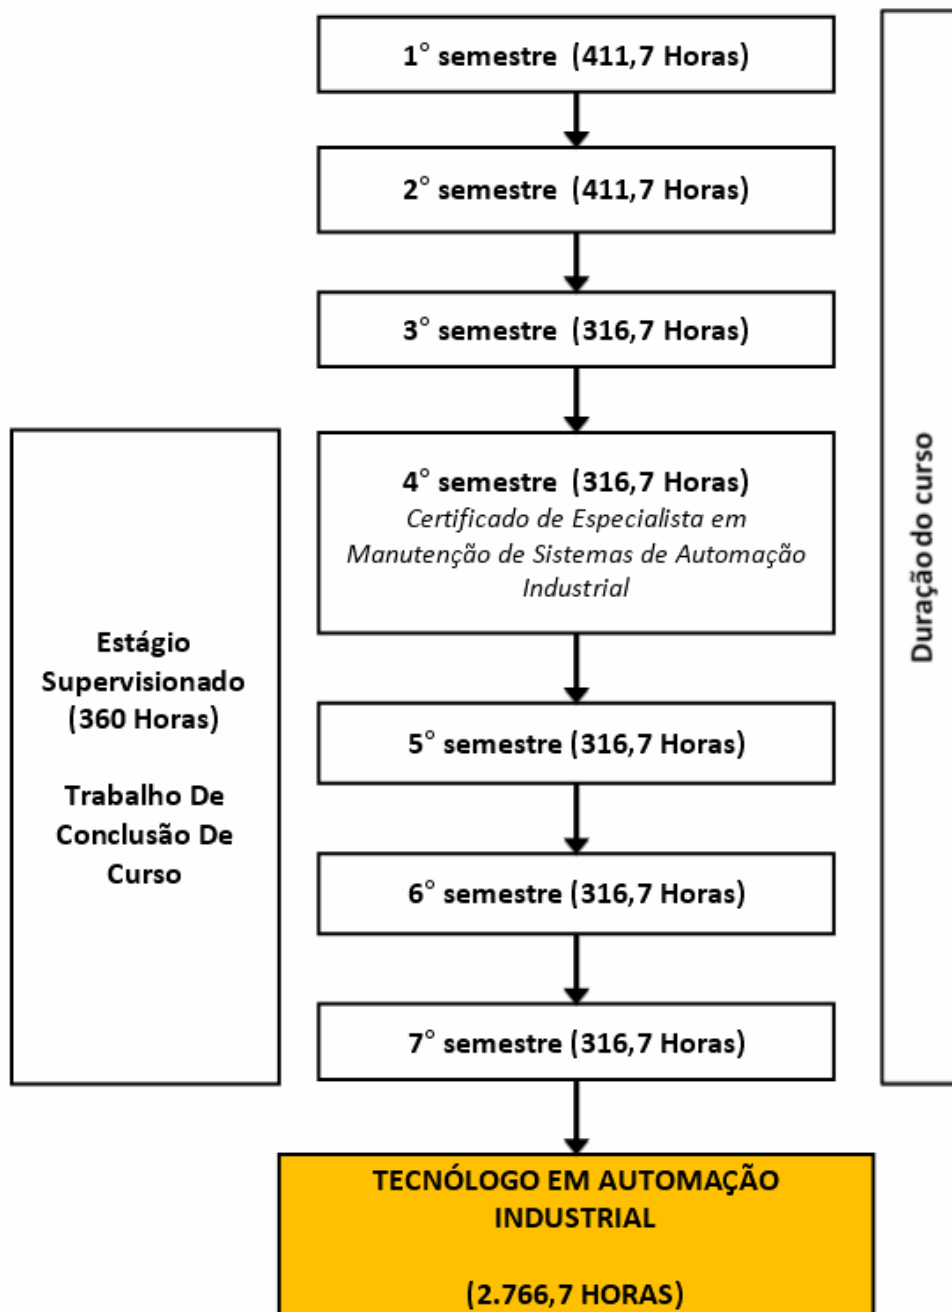 1° semestre (411,7 Horas)
2° semestre (411,7 Horas)
3° semestre (316,7 Horas)
4° semestre (316,7 Horas)
Certificado de Especialista em
Manutenção de Sistemas de Automação
Industrial
5° semestre (316,7 Horas)
6° semestre (316,7 Horas)
7° semestre (316,7 Horas)
Estágio
Supervisionado
(360 Horas)
Trabalho De
Conclusão De
Curso
Duração do curso
TECNÓLOGO EM AUTOMAÇÃO
INDUSTRIAL
(2.766,7 HORAS)